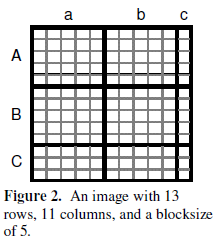 a b c
A
B
C
Figure 2. An image with 13
rows, 11 columns, and a blocksize
of 5.